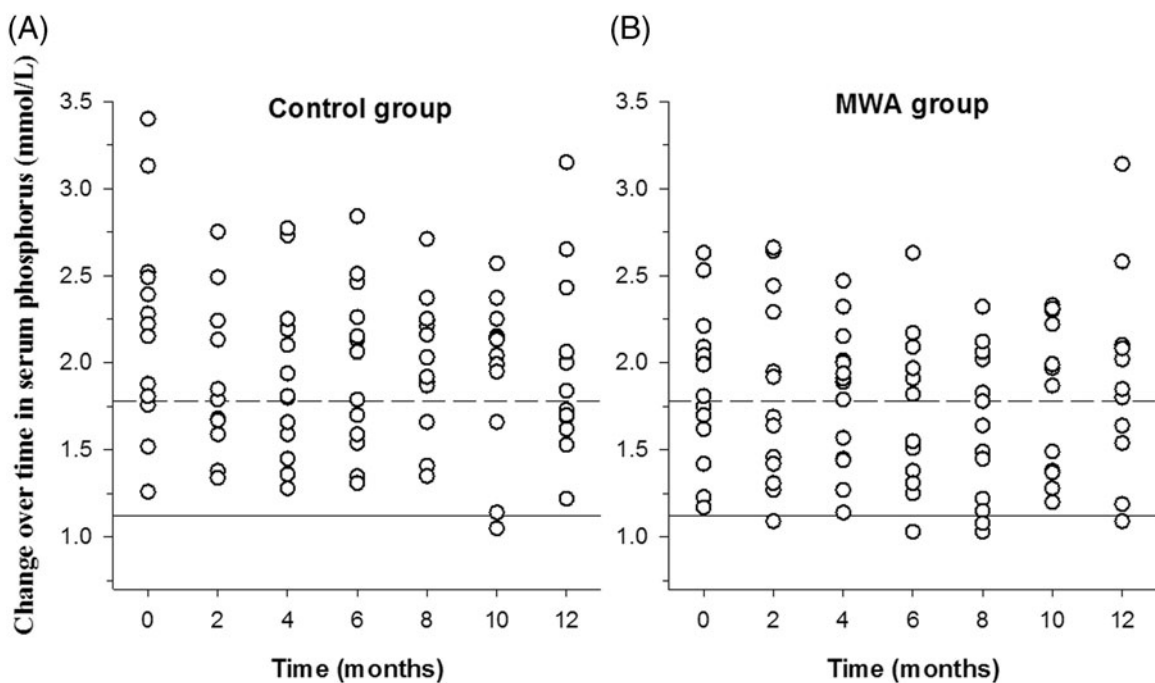 (A)
Change over time in serum phosphorus (mmol/L)
Control group
3.5
3.0
2.5
2.0
1.5
1.0
0 2 4 6 8 10 12
Time (months)
(B)
MWA group
3.5
3.0
2.5
2.0
1.5
1.0
0 2 4 6 8 10 12
Time (months)